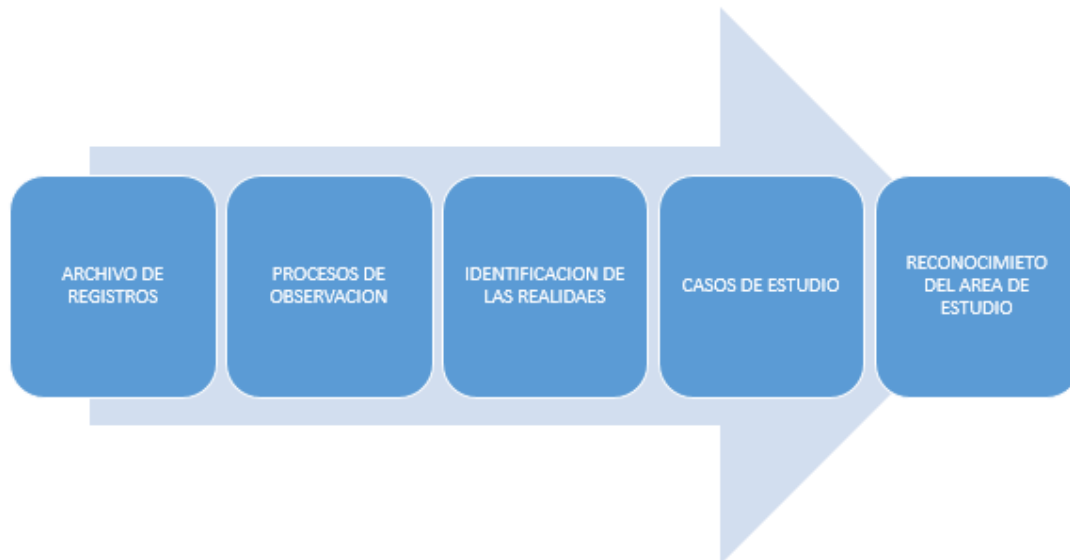 ARCHIVO DE
REGISTROS
PROCESOS DE
OBSERVACION
IDENTIFICACION DE
LAS REALIDAES
CASOS DE ESTUDIO
RECONOCIMIETO
DEL AREA DE
ESTUDIO